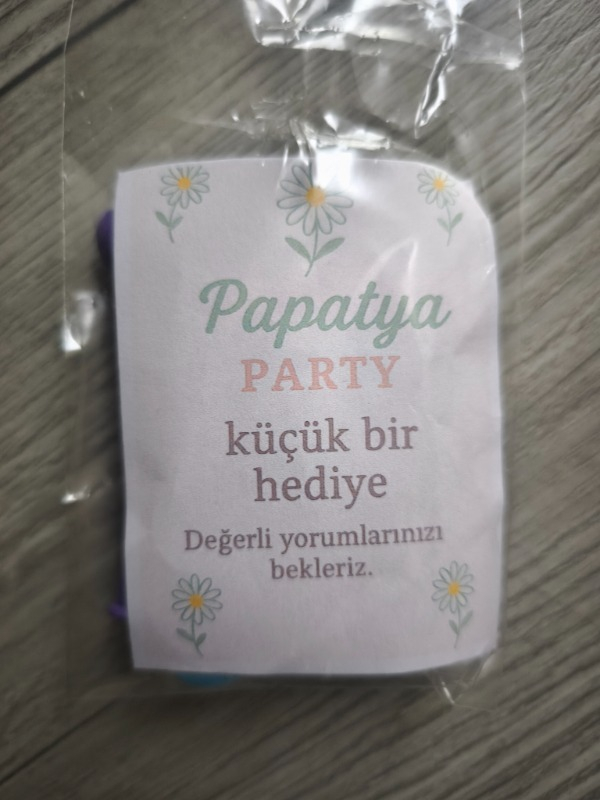 Papatya
PARTY
küçük bir
hediye
Değerli yorumlarınızı
bekleriz.